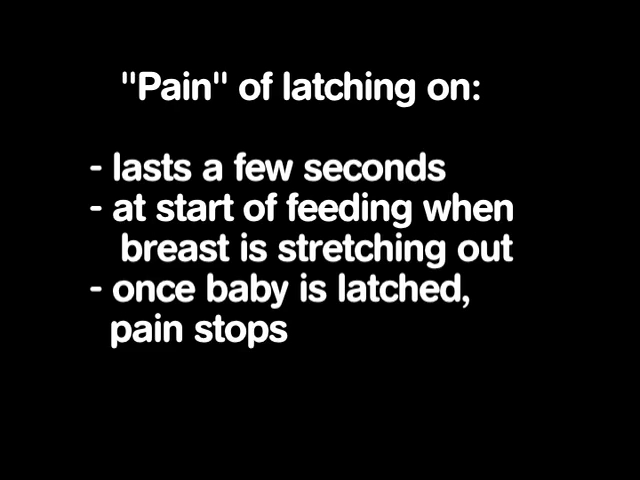 "Pain" of latching on:
- lasts a few seconds
- at start of feeding when
breast is stretching out
- once baby is latched,
pain stops